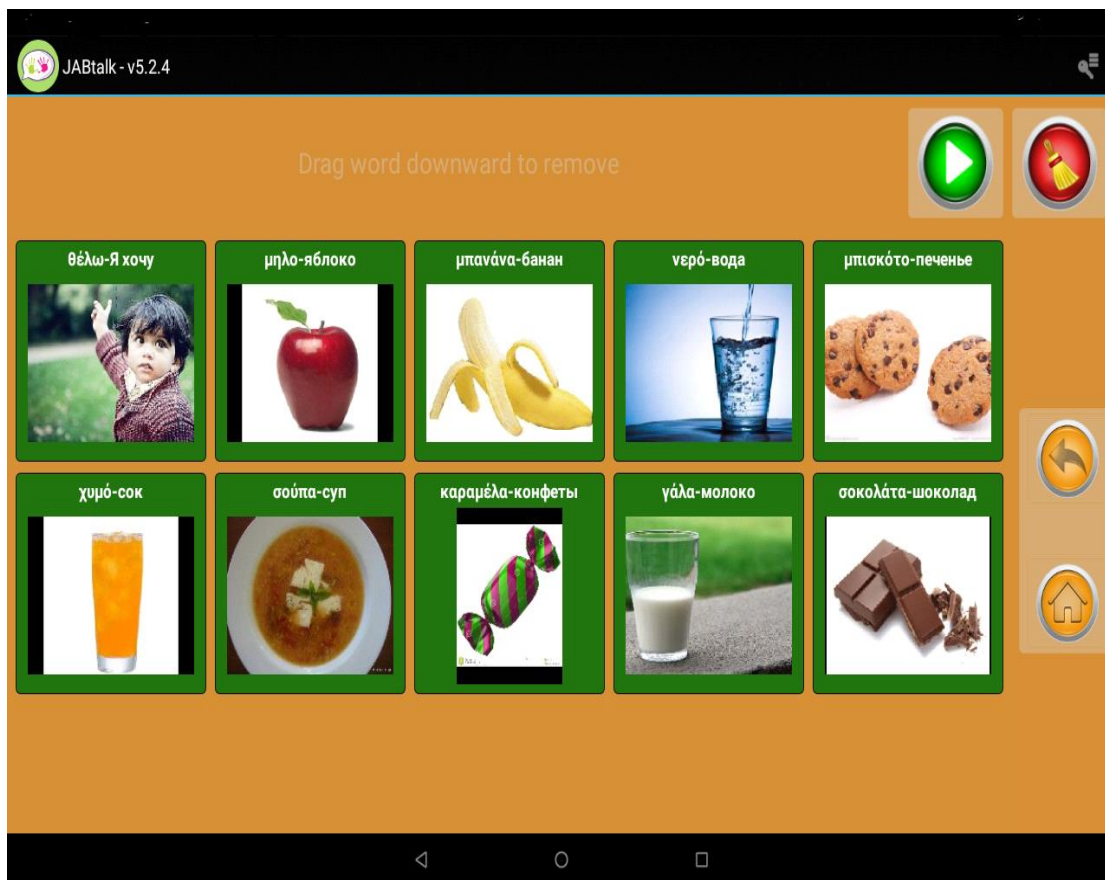 JABtalk - v5.2.4
Drag word downward to remove
θέλω-Я хочу
μηλο-яблоко
μπανάνα-банан
νερό-вода
μπισκότο-печенье
χυμό-сок
σούπα-суп
καραμέλα-конфеты
γάλα-молоко
σοκολάτα-шоколад